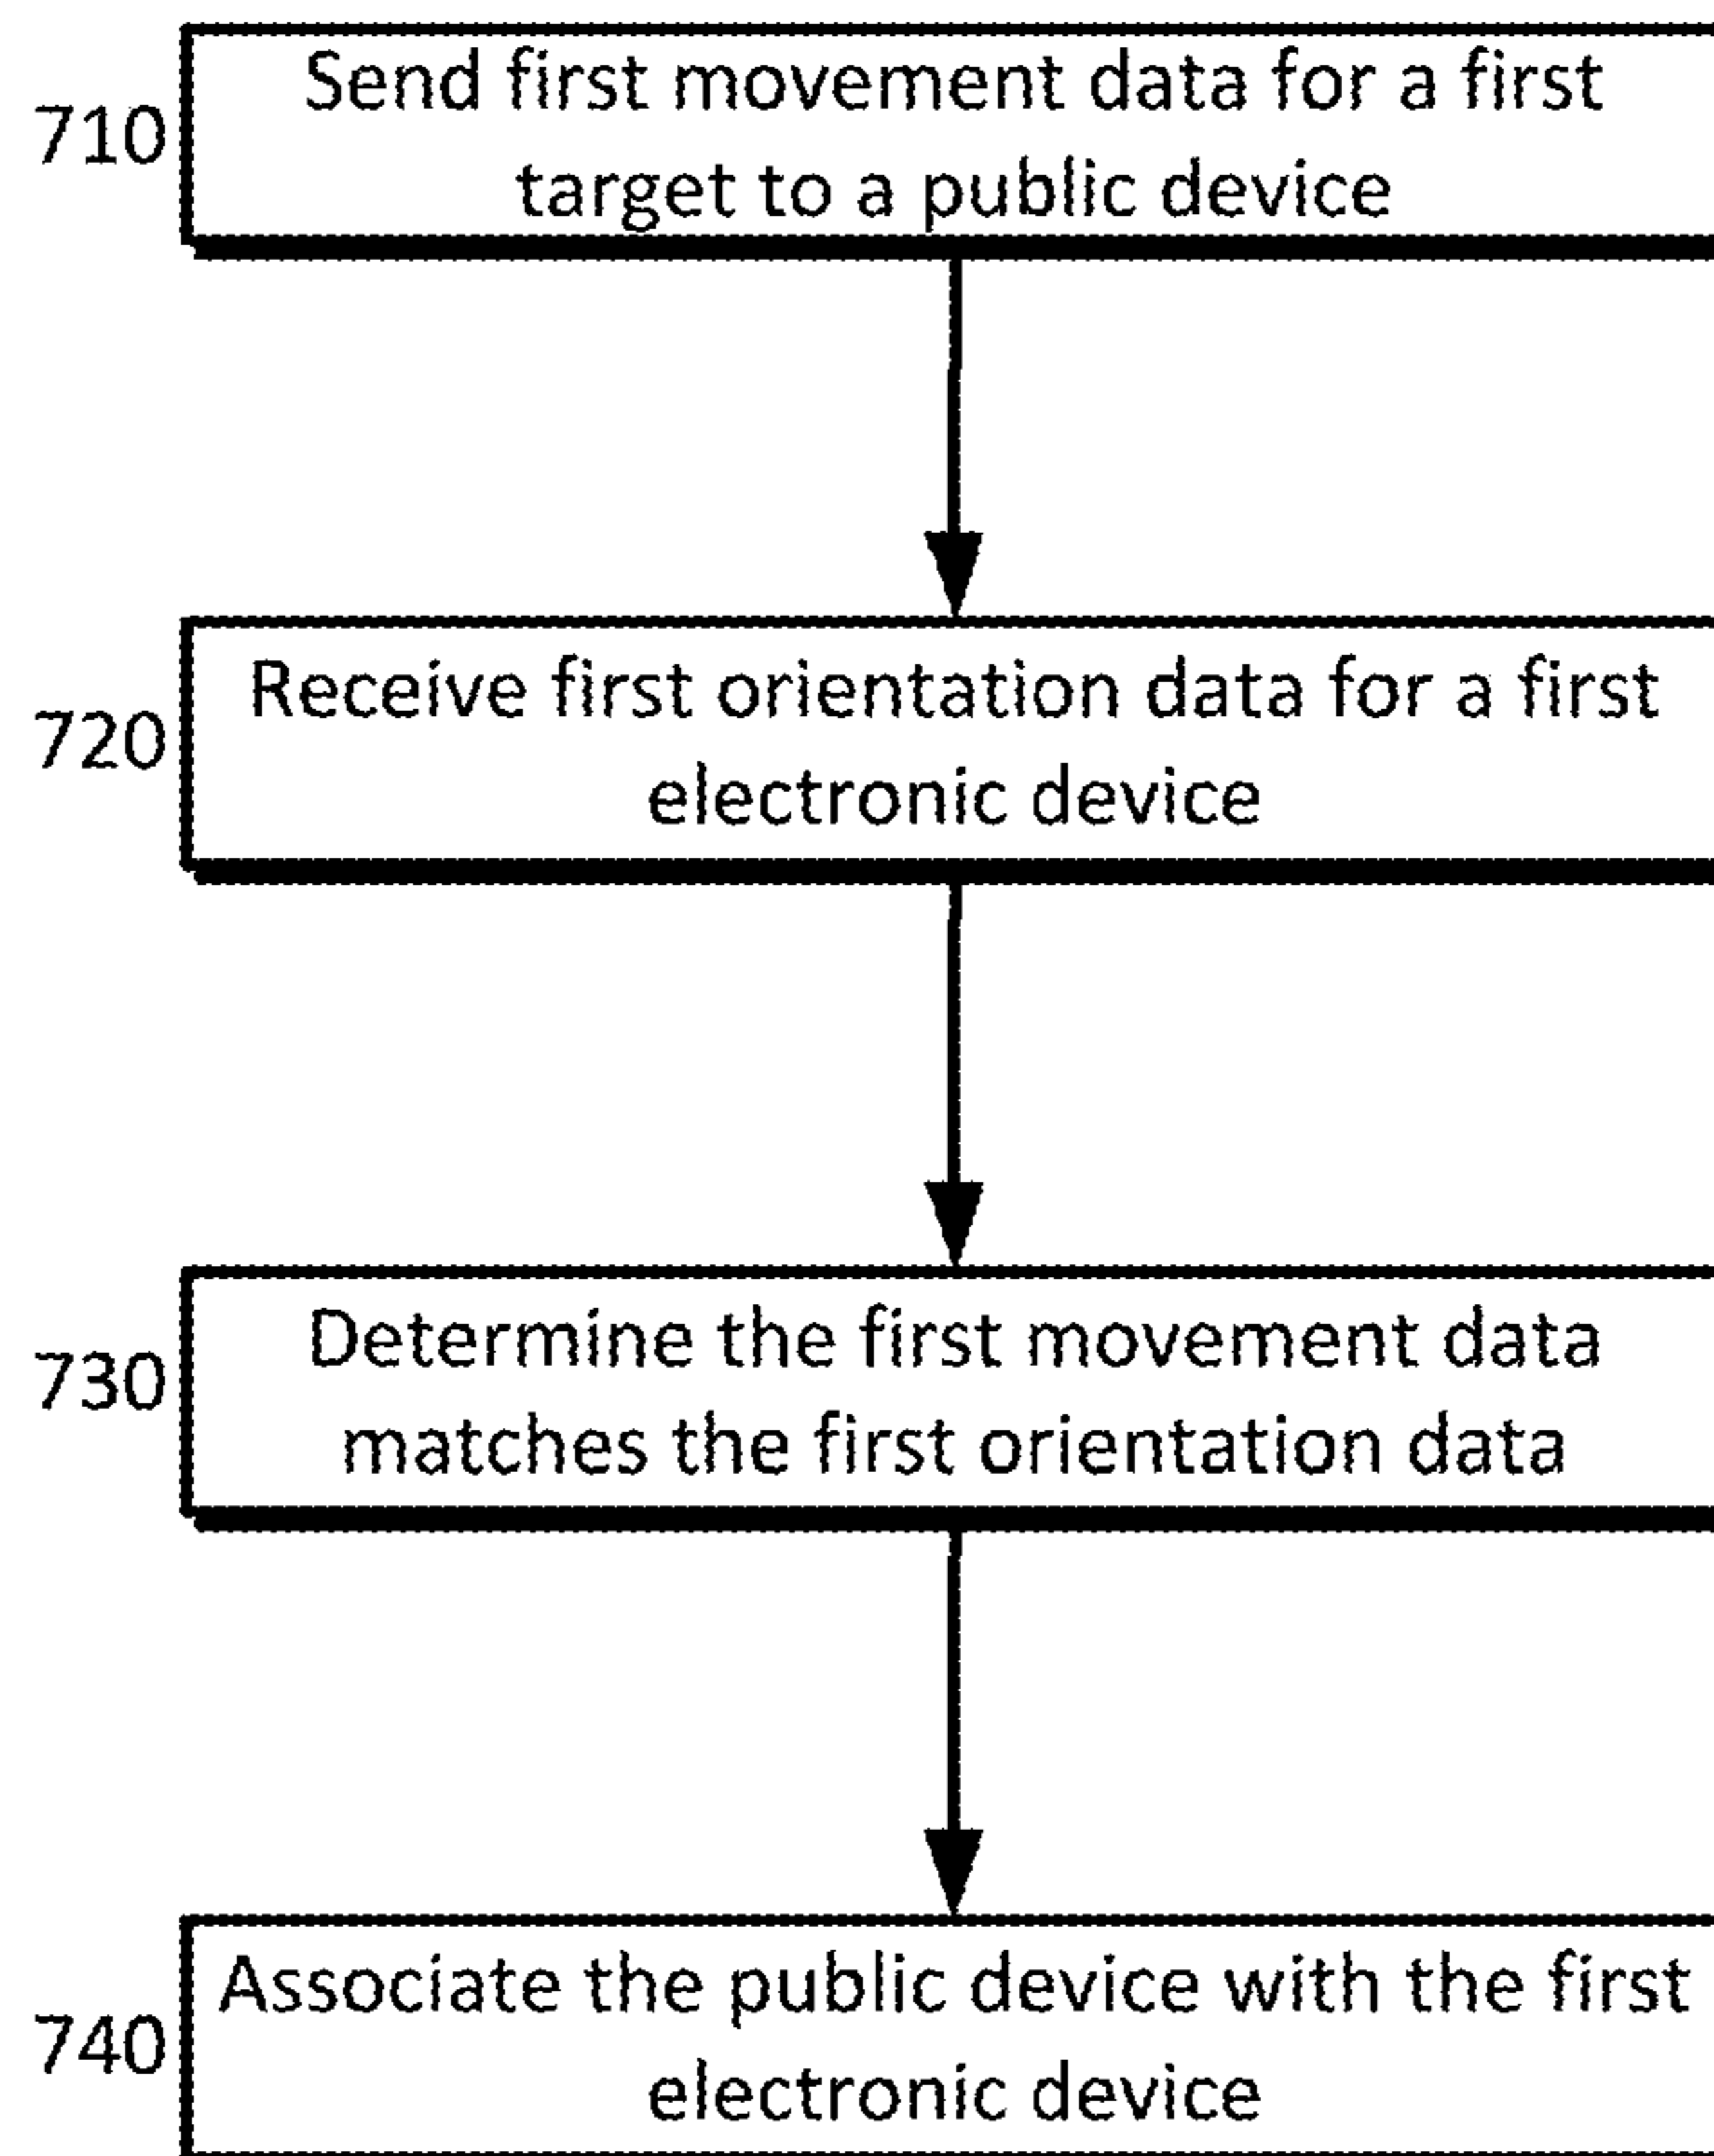 710
Send first movement data for a first
target to a public device
720
Receive first orientation data for a first
electronic device
730
Determine the first movement data
matches the first orientation data
740
Associate the public device with the first
electronic device